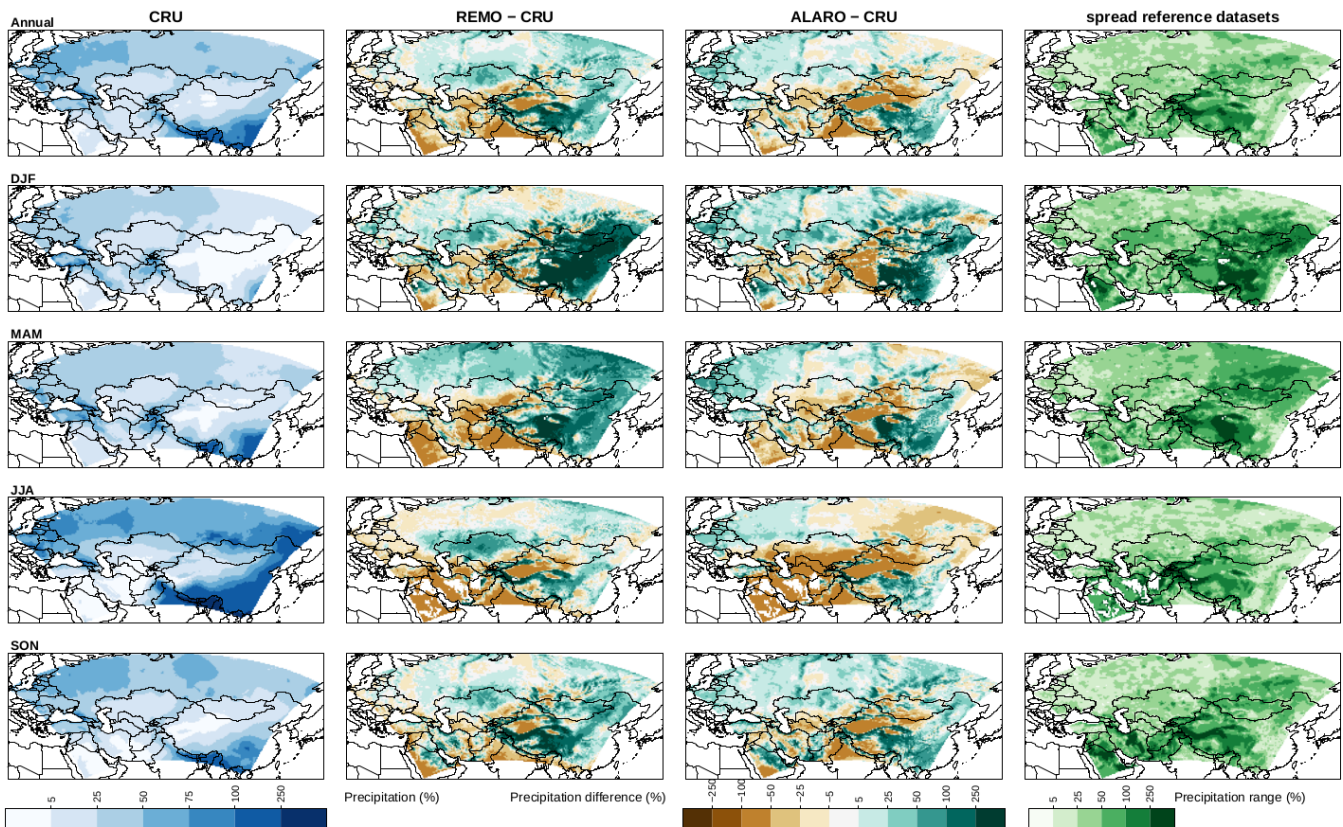 CRU REMO − CRU ALARO − CRU spread reference datasets
Annual
DJF
MAM
JJA
SON
Precipitation (%) Precipitation difference (%) Precipitation range (%)
5 25 50 100 250
−250 −100 −50 −25 −5 5 25 50 100 250
5 25 50 100 250